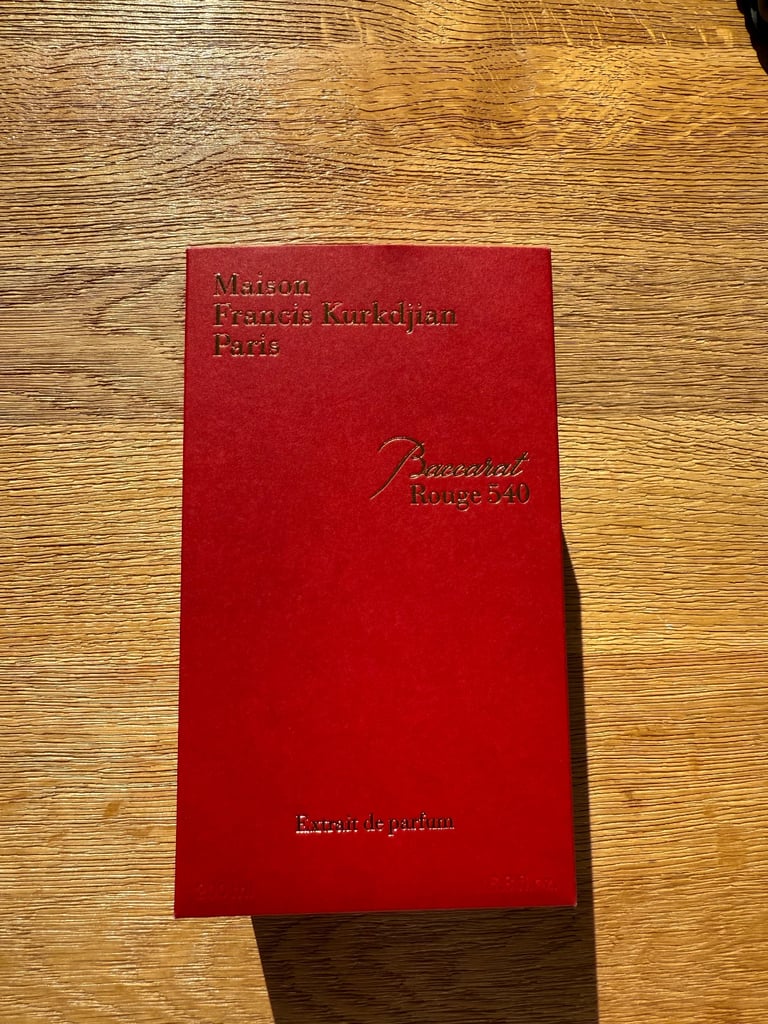 Maison
Francis Kurkdjian
Paris
Baccarat
Rouge 540
Extrait de parfum